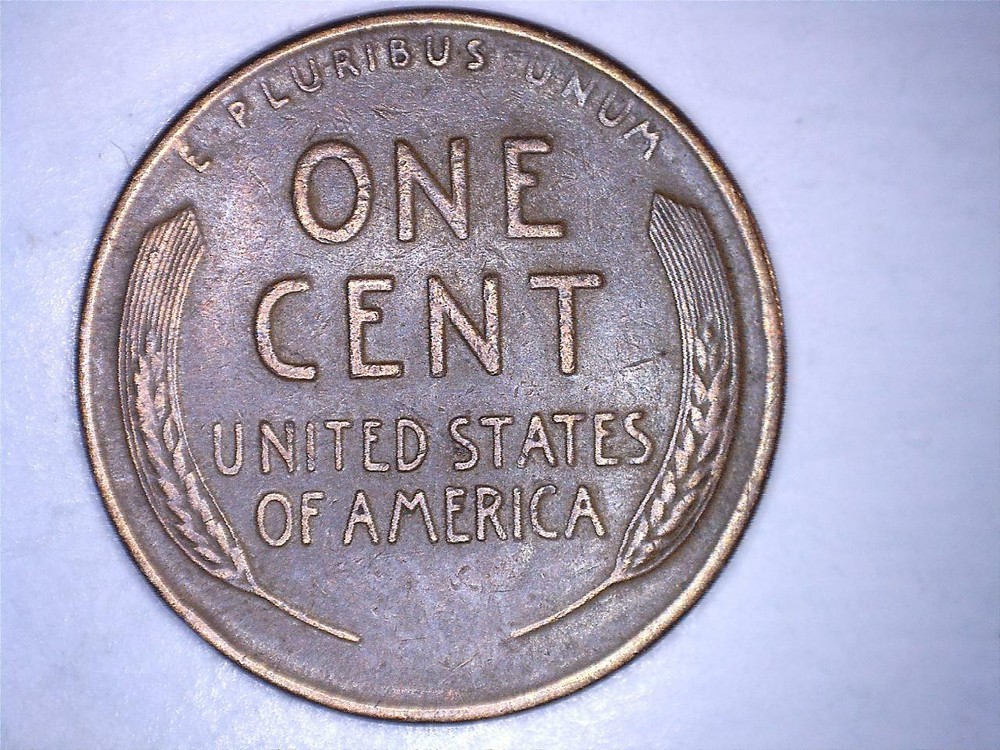 E PLURIBUS UNUM
ONE
CENT
UNITED STATES
OF AMERICA